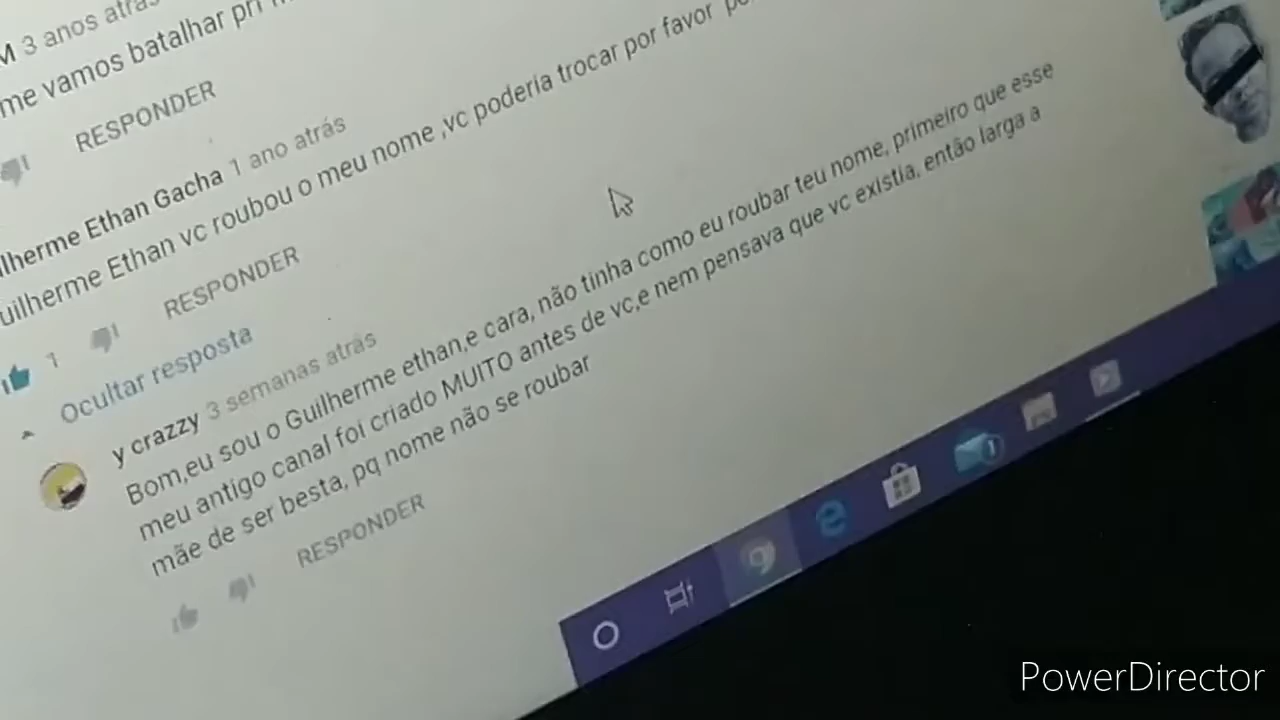 M 3 anos atrás
me vamos batalhar
RESPONDER
lherme Ethan Gacha 1 ano atrás
uilherme Ethan vc roubou o meu nome ,vc poderia trocar por favor
1
RESPONDER
Ocultar resposta
y crazzy 3 semanas atrás
Bom,eu sou o Guilherme ethan,e cara, não tinha como eu roubar teu nome, primeiro que esse
meu antigo canal foi criado MUITO antes de vc,e nem pensava que vc existia, então larga a
mãe de ser besta, pq nome não se roubar
RESPONDER
PowerDirector